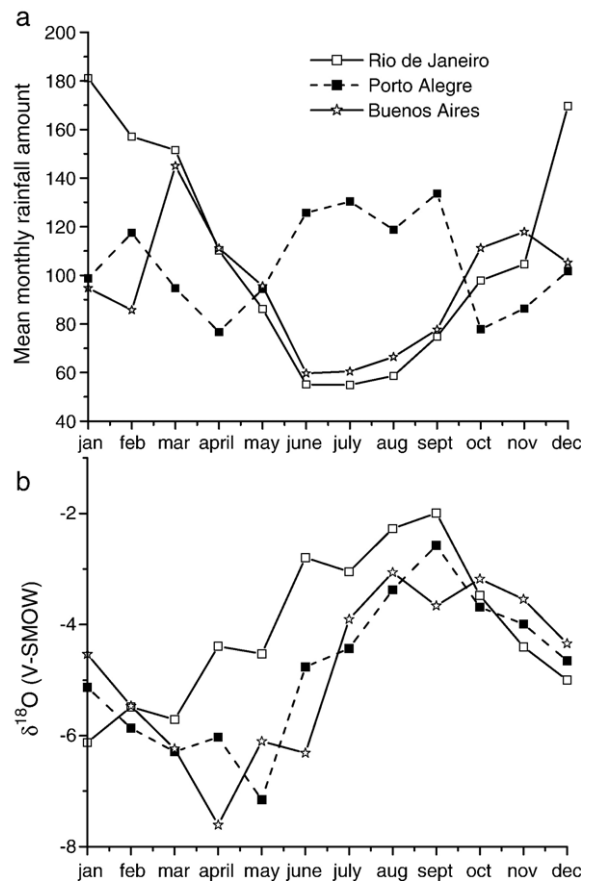 a
200
180
160
140
120
100
80
60
40
Mean monthly rainfall amount
Rio de Janeiro
Porto Alegre
Buenos Aires
jan feb mar april may june july aug sept oct nov dec
b
-2
-4
-6
-8
δ¹⁸O (V-SMOW)
jan feb mar april may june july aug sept oct nov dec